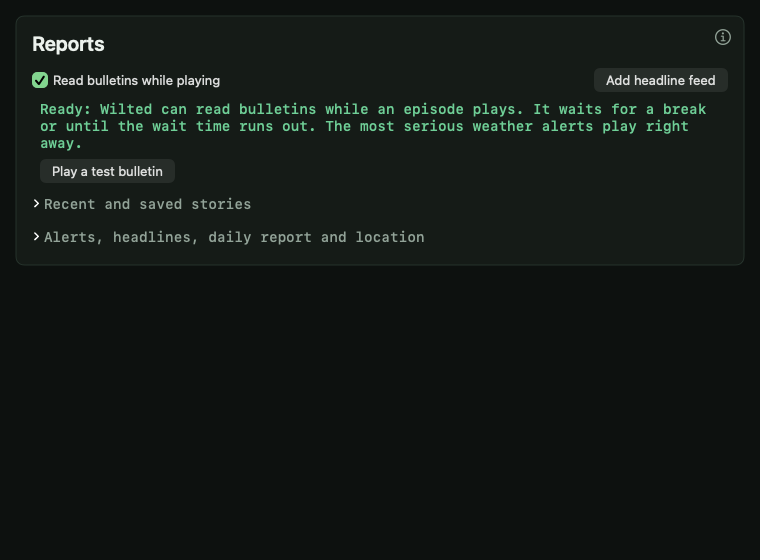 Reports
Read bulletins while playing
Add headline feed
Ready: Wilted can read bulletins while an episode plays. It waits for a break
or until the wait time runs out. The most serious weather alerts play right
away.
Play a test bulletin
Recent and saved stories
Alerts, headlines, daily report and location